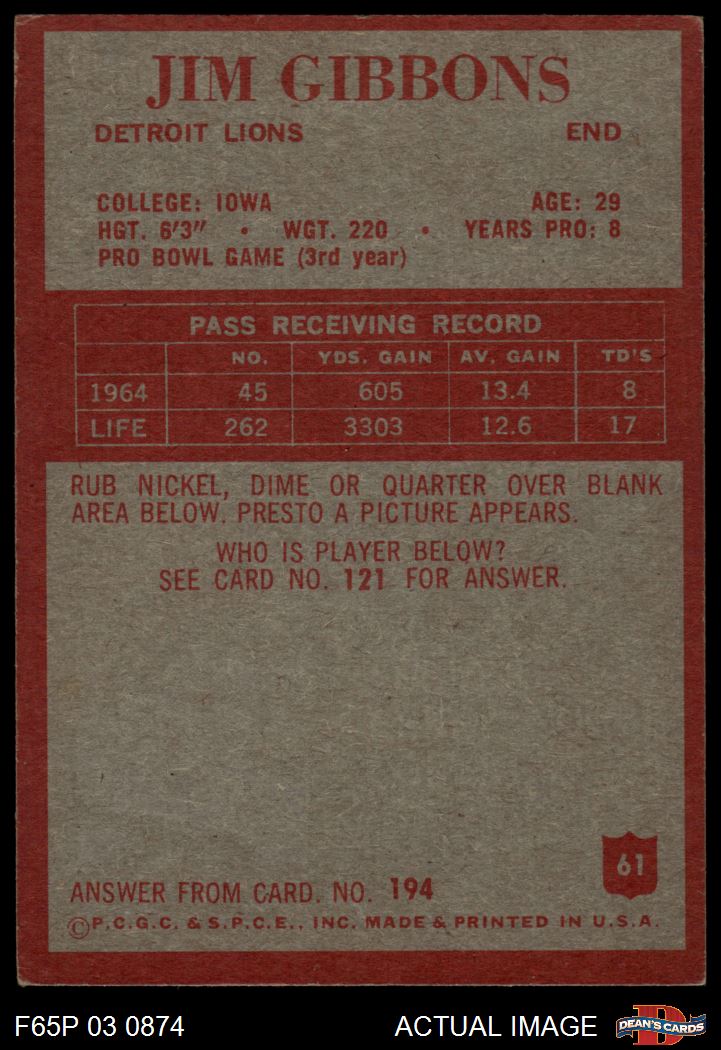 JIM GIBBONS
DETROIT LIONS END
COLLEGE: IOWA AGE: 29
HGT. 6'3" • WGT. 220 • YEARS PRO: 8
PRO BOWL GAME (3rd year)
PASS RECEIVING RECORD
NO. YDS. GAIN AV. GAIN TD'S
1964 45 605 13.4 8
LIFE 262 3303 12.6 17
RUB NICKEL, DIME OR QUARTER OVER BLANK
AREA BELOW. PRESTO A PICTURE APPEARS.
WHO IS PLAYER BELOW?
SEE CARD NO. 121 FOR ANSWER.
61
ANSWER FROM CARD. NO. 194
©P.C.G.C. & S.P.C.E., INC. MADE & PRINTED IN U.S.A.
F65P 03 0874 ACTUAL IMAGE D DEAN'S CARDS